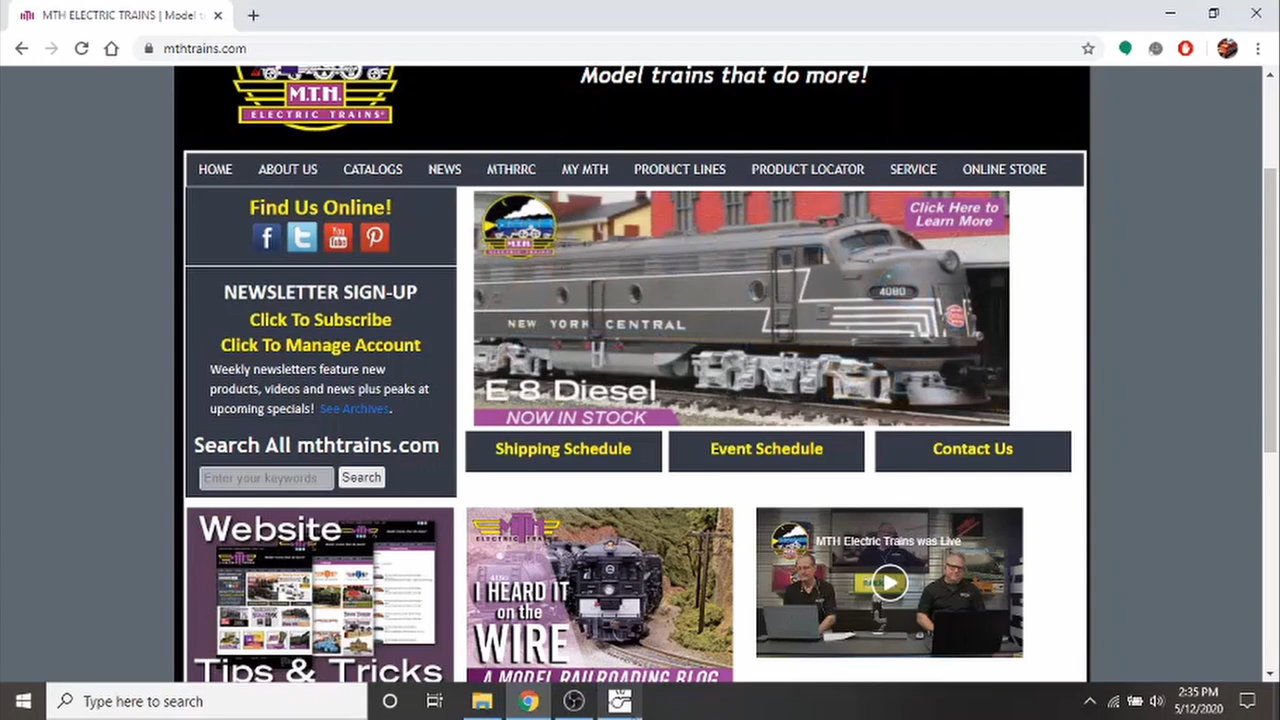 MTH ELECTRIC TRAINS | Model t
mthtrains.com
M.T.H.
ELECTRIC TRAINS
Model trains that do more!
HOME ABOUT US CATALOGS NEWS MTHRRC MY MTH PRODUCT LINES PRODUCT LOCATOR SERVICE ONLINE STORE
Find Us Online!
You
Tube
NEWSLETTER SIGN-UP
Click To Subscribe
Click To Manage Account
Weekly newsletters feature new
products, videos and news plus peaks at
upcoming specials! See Archives.
Search All mthtrains.com
Enter your keywords Search
M.T.H.
Click Here to
Learn More
4080
NEW YORK CENTRAL
E-8 Diesel
NOW IN STOCK
Shipping Schedule Event Schedule Contact Us
Website
Tips & Tricks
MTH
ELECTRIC TRAINS
I HEARD IT
on the
WIRE
A MODEL RAILROADING BLOG
MTH Electric Trains was Live
Type here to search
2:35 PM
5/12/2020